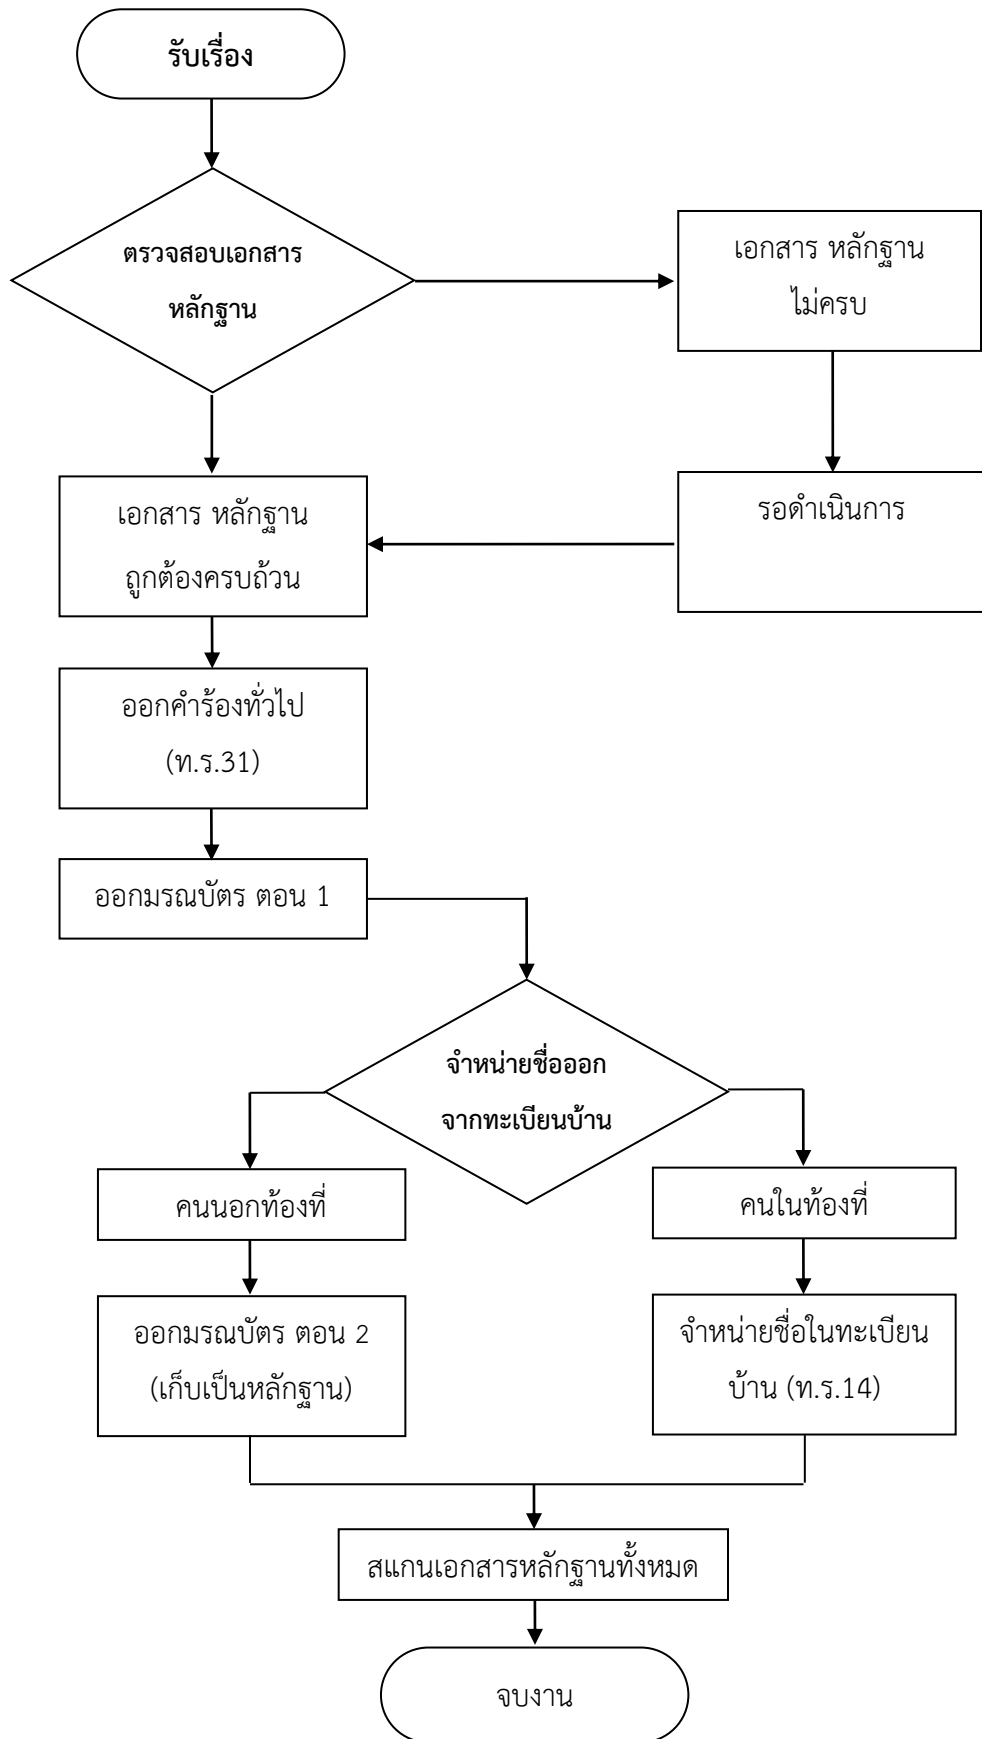 รับเรื่อง
ตรวจสอบเอกสาร
หลักฐาน
เอกสาร หลักฐาน
ไม่ครบ
เอกสาร หลักฐาน
ถูกต้องครบถ้วน
รอดำเนินการ
ออกคำร้องทั่วไป
(ท.ร.31)
ออกมรณบัตร ตอน 1
จำหน่ายชื่อออก
จากทะเบียนบ้าน
คนนอกท้องที่
คนในท้องที่
ออกมรณบัตร ตอน 2
(เก็บเป็นหลักฐาน)
จำหน่ายชื่อในทะเบียน
บ้าน (ท.ร.14)
สแกนเอกสารหลักฐานทั้งหมด
จบงาน